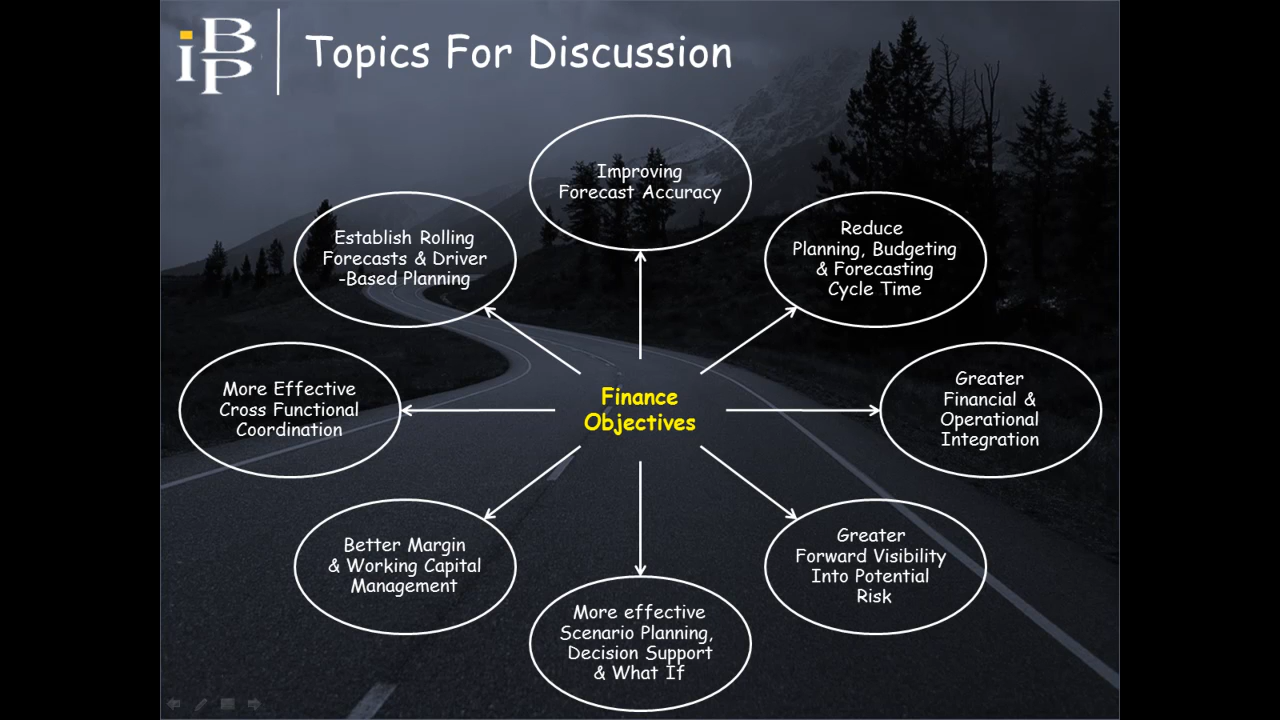 iBP
Topics For Discussion
Improving
Forecast Accuracy
Reduce
Planning, Budgeting
& Forecasting
Cycle Time
Greater
Financial &
Operational
Integration
Greater
Forward Visibility
Into Potential
Risk
More effective
Scenario Planning,
Decision Support
& What If
Better Margin
& Working Capital
Management
More Effective
Cross Functional
Coordination
Establish Rolling
Forecasts & Driver
-Based Planning
Finance
Objectives